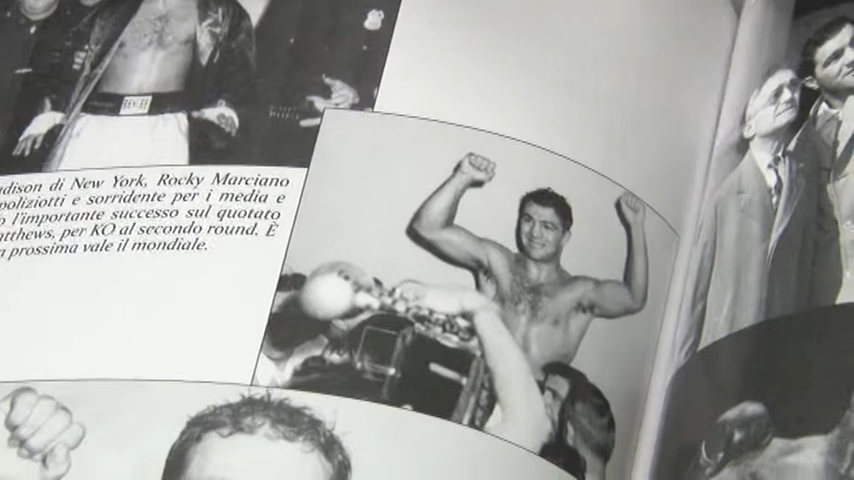 adison di New York, Rocky Marciano
poliziotti e sorridente per i media e
o l'importante successo sul quotato
atthews, per KO al secondo round. È
a prossima vale il mondiale.